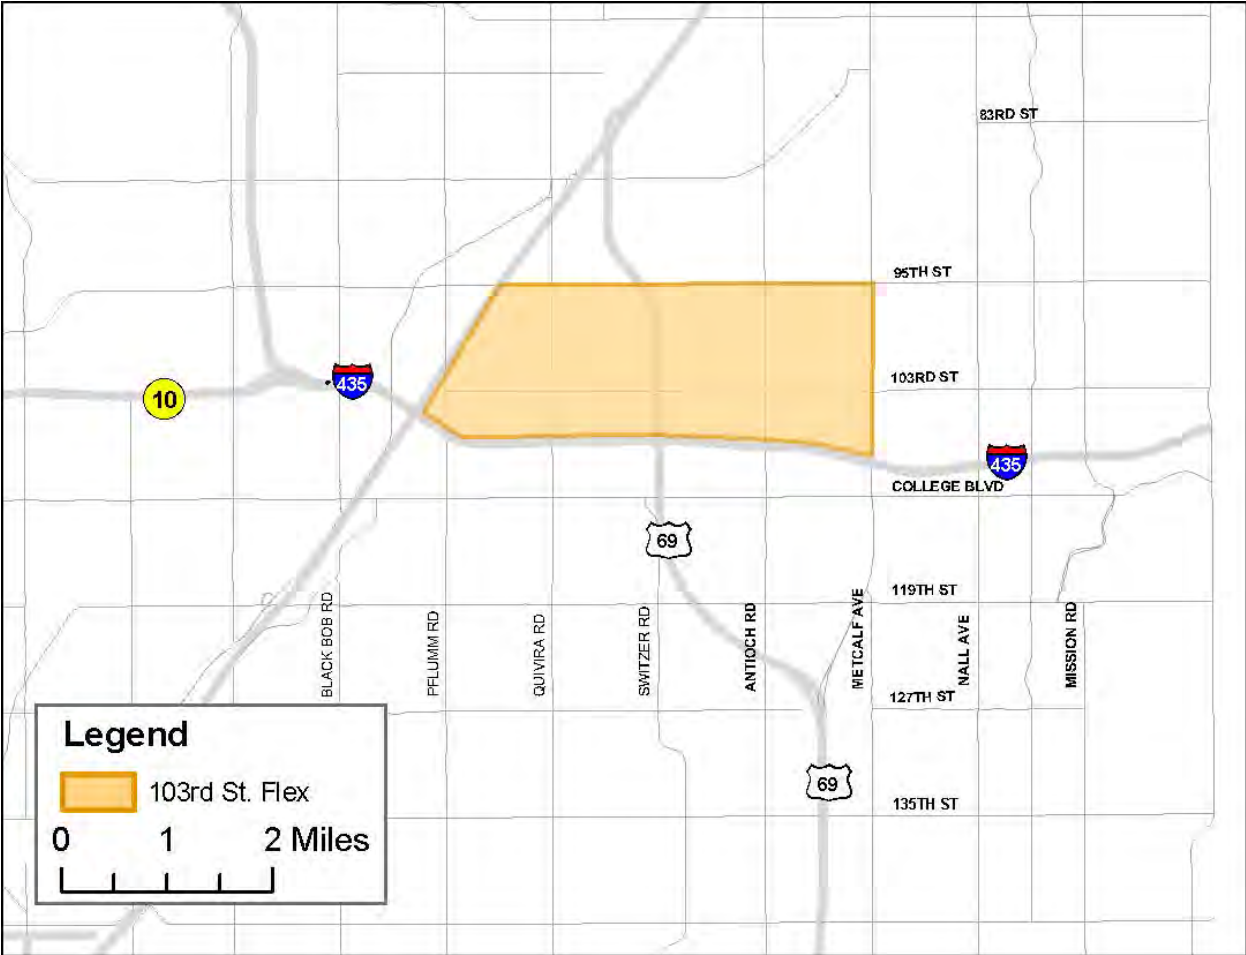 83RD ST
95TH ST
103RD ST
435
10
435
COLLEGE BLVD
69
119TH ST
BLACK BOB RD
PFLUMM RD
QUIVIRA RD
SWITZER RD
ANTIOCH RD
METCALF AVE
NALL AVE
MISSION RD
127TH ST
69
135TH ST
Legend
103rd St. Flex
0 1 2 Miles